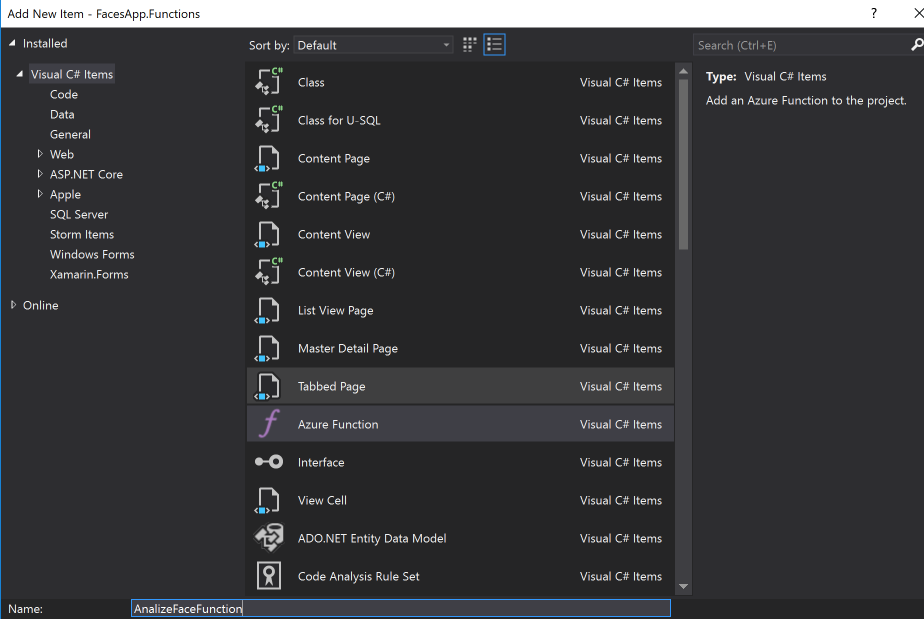 Add New Item - FacesApp.Functions
?
Installed
Visual C# Items
Code
Data
General
Web
ASP.NET Core
Apple
SQL Server
Storm Items
Windows Forms
Xamarin.Forms
Online
Sort by: Default
Class Visual C# Items
Class for U-SQL Visual C# Items
Content Page Visual C# Items
Content Page (C#) Visual C# Items
Content View Visual C# Items
Content View (C#) Visual C# Items
List View Page Visual C# Items
Master Detail Page Visual C# Items
Tabbed Page Visual C# Items
Azure Function Visual C# Items
Interface Visual C# Items
View Cell Visual C# Items
ADO.NET Entity Data Model Visual C# Items
Code Analysis Rule Set Visual C# Items
Search (Ctrl+E)
Type: Visual C# Items
Add an Azure Function to the project.
Name: AnalizeFaceFunction